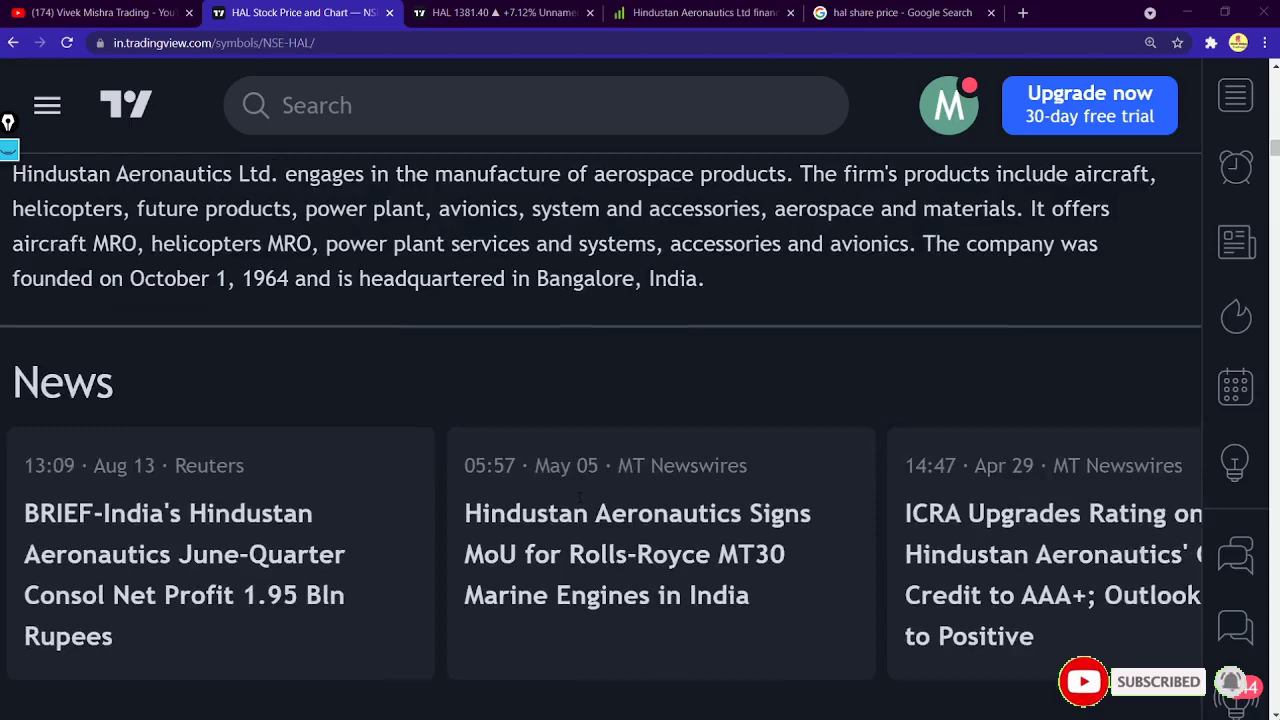 (174) Vivek Mishra Trading - You
HAL Stock Price and Chart — NS
HAL 1381.40 ▲ +7.12% Unname
Hindustan Aeronautics Ltd finan
hal share price - Google Search
in.tradingview.com/symbols/NSE-HAL/
Search
M
Upgrade now
30-day free trial
Hindustan Aeronautics Ltd. engages in the manufacture of aerospace products. The firm's products include aircraft,
helicopters, future products, power plant, avionics, system and accessories, aerospace and materials. It offers
aircraft MRO, helicopters MRO, power plant services and systems, accessories and avionics. The company was
founded on October 1, 1964 and is headquartered in Bangalore, India.
News
13:09 · Aug 13 · Reuters
BRIEF-India's Hindustan
Aeronautics June-Quarter
Consol Net Profit 1.95 Bln
Rupees
05:57 · May 05 · MT Newswires
Hindustan Aeronautics Signs
MoU for Rolls-Royce MT30
Marine Engines in India
14:47 · Apr 29 · MT Newswires
ICRA Upgrades Rating on
Hindustan Aeronautics'
Credit to AAA+; Outlook
to Positive
SUBSCRIBED